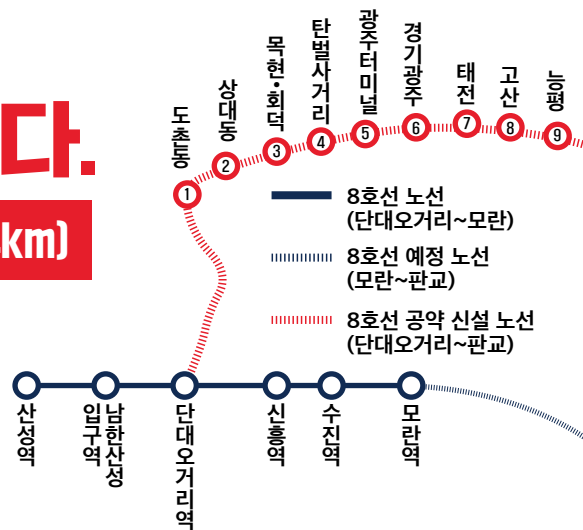 다.
km)
도촌동
상대동
목현·회덕
탄벌사거리
광주터미널
경기광주
태전
고산
능평
1
2
3
4
5
6
7
8
9
8호선 노선
(단대오거리~모란)
8호선 예정 노선
(모란~판교)
8호선 공약 신설 노선
(단대오거리~판교)
산성역
남한산성
입구역
단대오거리역
신흥역
수진역
모란역